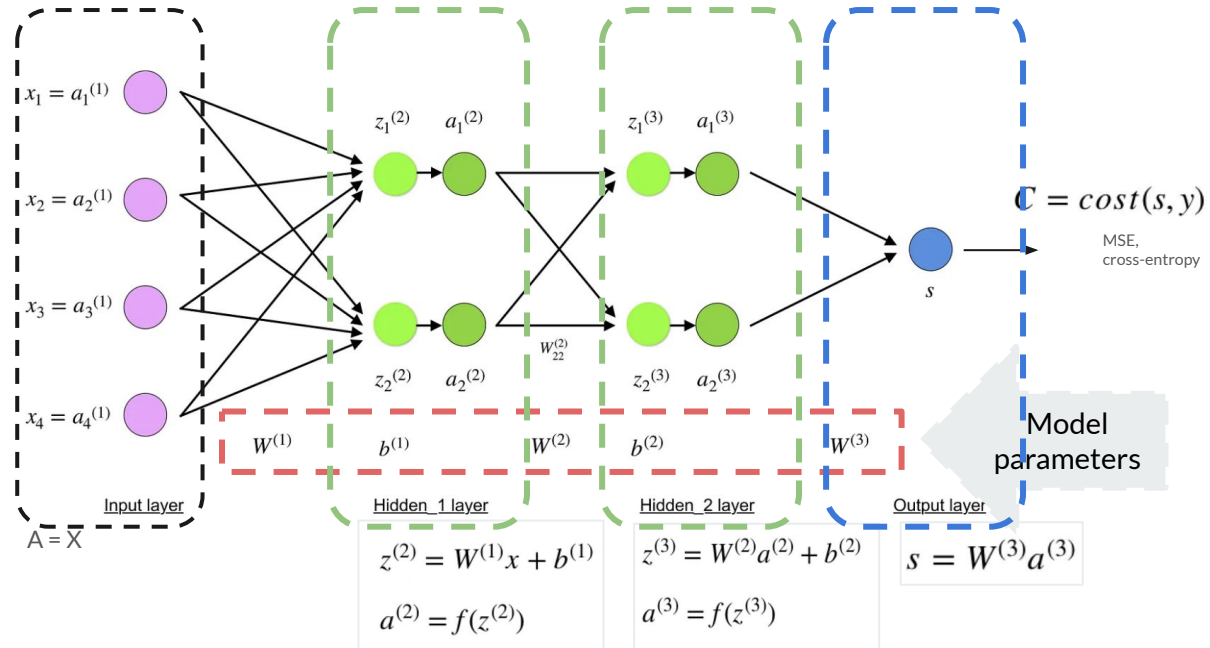 x₁ = a₁⁽¹⁾
x₂ = a₂⁽¹⁾
x₃ = a₃⁽¹⁾
x₄ = a₄⁽¹⁾
z₁⁽²⁾ a₁⁽²⁾
z₂⁽²⁾ a₂⁽²⁾
W₂₂⁽²⁾
z₁⁽³⁾ a₁⁽³⁾
z₂⁽³⁾ a₂⁽³⁾
s
C = cost(s, y)
MSE,
cross-entropy
W⁽¹⁾ b⁽¹⁾ W⁽²⁾ b⁽²⁾ W⁽³⁾
Model
parameters
Input layer
Hidden_1 layer
Hidden_2 layer
Output layer
A = X
z⁽²⁾ = W⁽¹⁾x + b⁽¹⁾
a⁽²⁾ = f(z⁽²⁾)
z⁽³⁾ = W⁽²⁾a⁽²⁾ + b⁽²⁾
a⁽³⁾ = f(z⁽³⁾)
s = W⁽³⁾a⁽³⁾